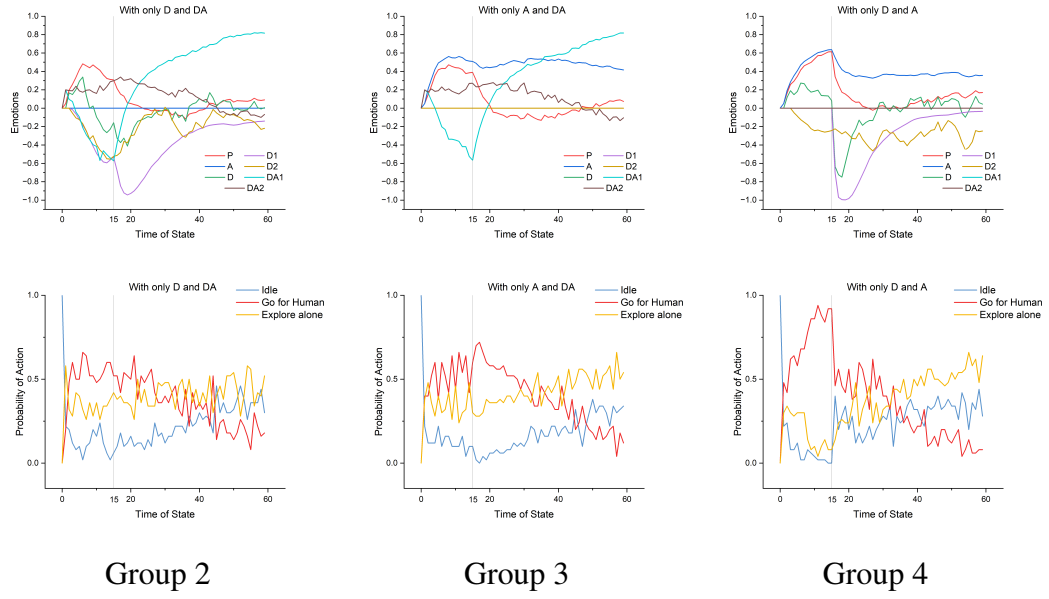 With only D and DA
With only A and DA
With only D and A
Emotions
1.0
0.8
0.6
0.4
0.2
0.0
−0.2
−0.4
−0.6
−0.8
−1.0
P D1
A D2
D DA1
DA2
0 15 20 40 60
Time of State
Emotions
1.0
0.8
0.6
0.4
0.2
0.0
−0.2
−0.4
−0.6
−0.8
−1.0
P D1
A D2
D DA1
DA2
0 15 20 40 60
Time of State
Emotions
1.0
0.8
0.6
0.4
0.2
0.0
−0.2
−0.4
−0.6
−0.8
−1.0
P D1
A D2
D DA1
DA2
0 15 20 40 60
Time of State
With only D and DA
Idle
Go for Human
Explore alone
Probability of Action
1.0
0.5
0.0
0 15 20 40 60
Time of State
With only A and DA
Idle
Go for Human
Explore alone
Probability of Action
1.0
0.5
0.0
0 15 20 40 60
Time of State
With only D and A
Idle
Go for Human
Explore alone
Probability of Action
1.0
0.5
0.0
0 15 20 40 60
Time of State
Group 2
Group 3
Group 4